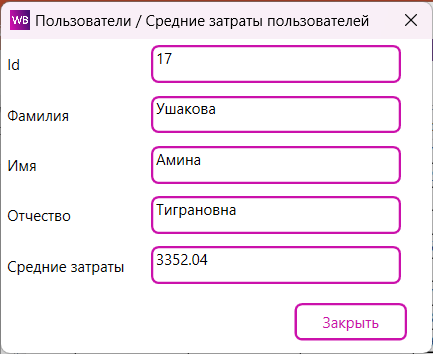 WB Пользователи / Средние затраты пользователей
Id 17
Фамилия Ушакова
Имя Амина
Отчество Тиграновна
Средние затраты 3352.04
Закрыть